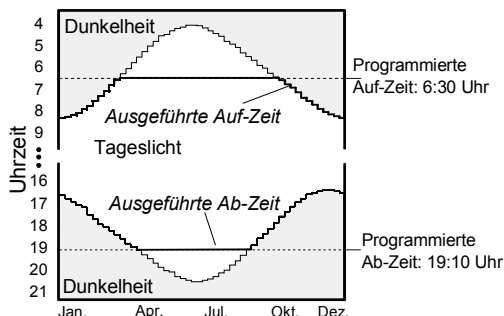 Uhrzeit
4
5
6
7
8
9
16
17
18
19
20
21
Dunkelheit
Ausgeführte Auf-Zeit
Tageslicht
Ausgeführte Ab-Zeit
Dunkelheit
Programmierte
Auf-Zeit: 6:30 Uhr
Programmierte
Ab-Zeit: 19:10 Uhr
Jan. Apr. Jul. Okt. Dez.